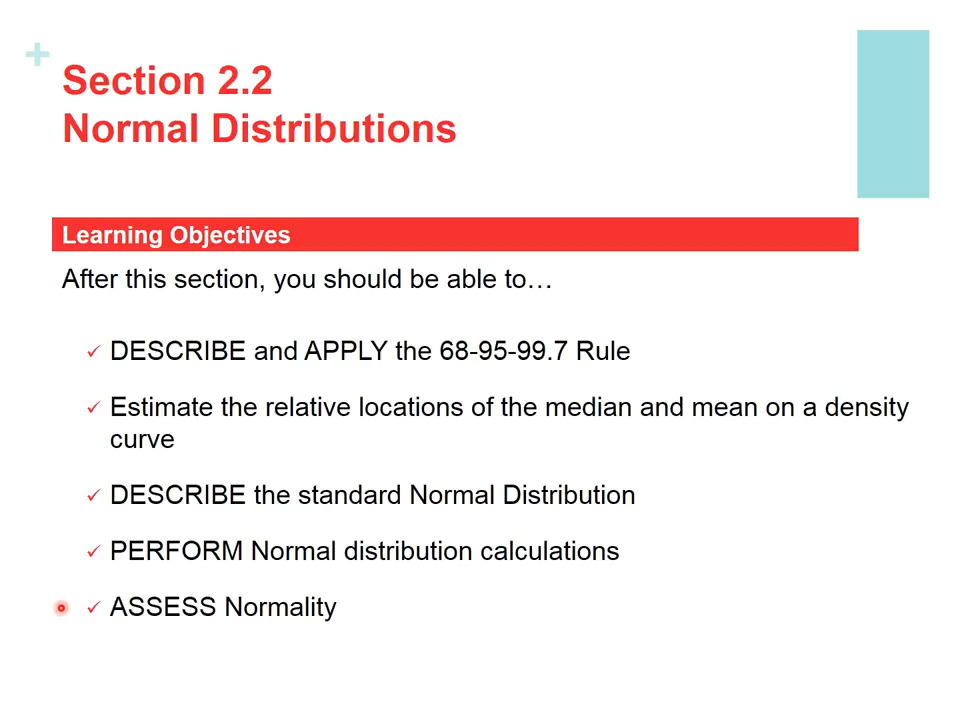 +
Section 2.2
Normal Distributions
Learning Objectives
After this section, you should be able to…
✓ DESCRIBE and APPLY the 68-95-99.7 Rule
✓ Estimate the relative locations of the median and mean on a density
curve
✓ DESCRIBE the standard Normal Distribution
✓ PERFORM Normal distribution calculations
✓ ASSESS Normality